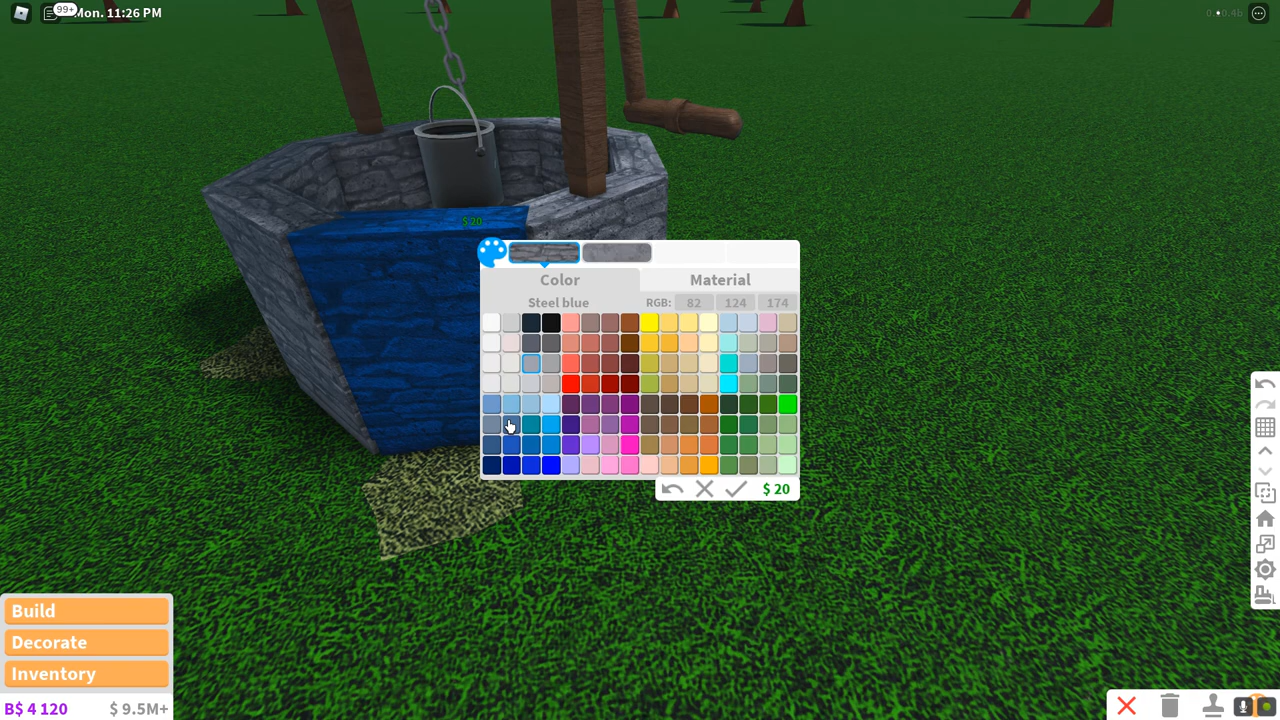 99+
Mon. 11:26 PM
$ 20
Color
Material
Steel blue
RGB: 82 124 174
$ 20
Build
Decorate
Inventory
B$ 4 120 $ 9.5M+